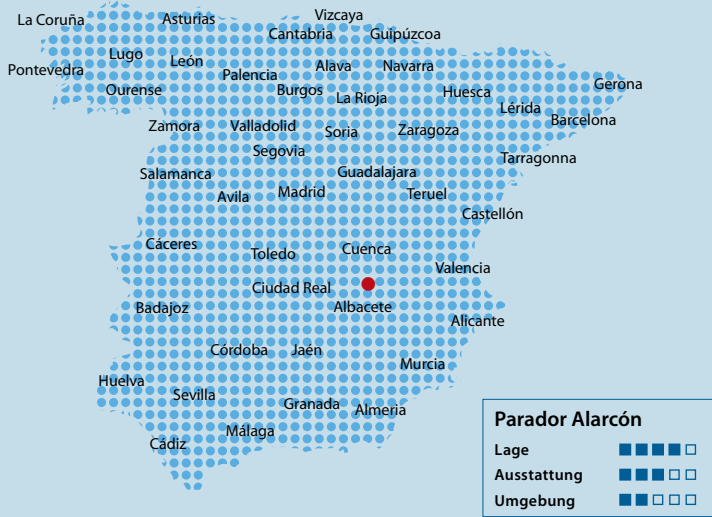 Vizcaya
La Coruña Asturias
Cantabria Guipúzcoa
Lugo León
Pontevedra Palencia Alava Navarra
Ourense Burgos La Rioja Huesca Gerona
Lérida
Barcelona
Zamora Valladolid Soria Zaragoza
Segovia Tarragonna
Salamanca Guadalajara
Avila Madrid Teruel
Castellón
Cáceres Toledo Cuenca
Valencia
Ciudad Real
Badajoz Albacete
Alicante
Córdoba Jaén
Murcia
Huelva
Sevilla
Granada Almeria
Málaga
Cádiz
Parador Alarcón
Lage
Ausstattung
Umgebung